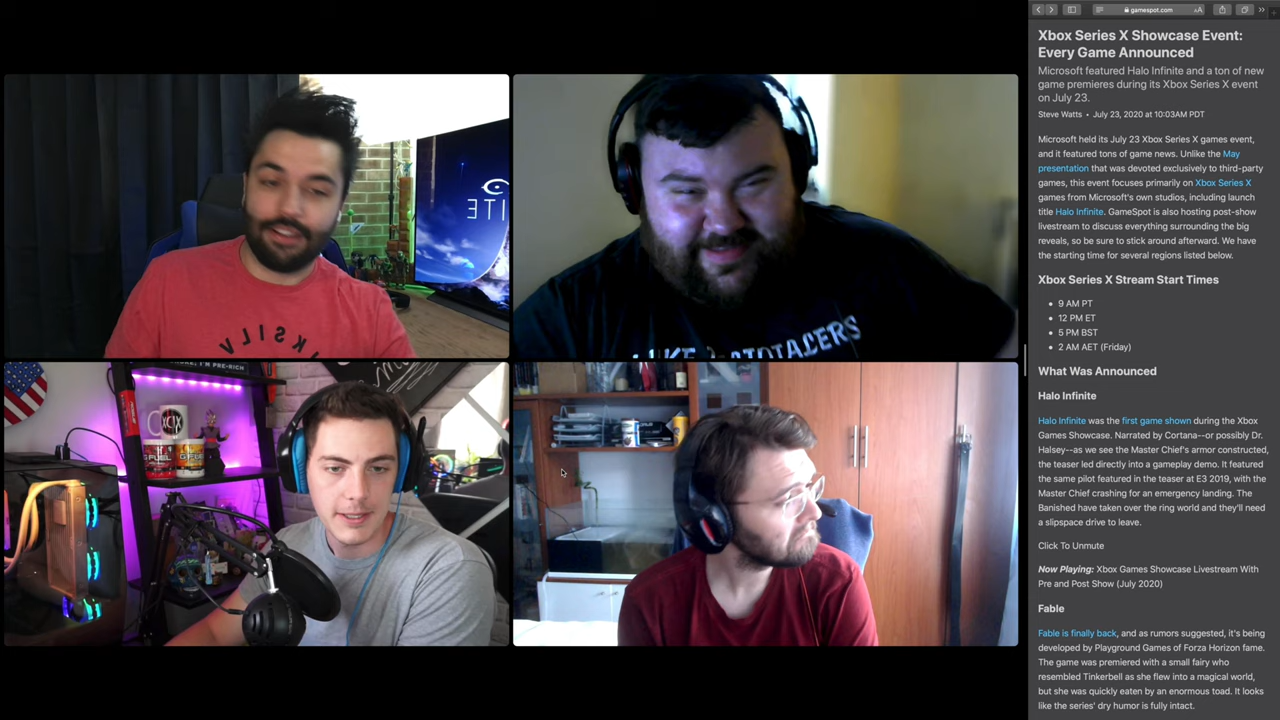 ITE
KSILV
LIKE
I'M PRE-RICH
CXC
G FUEL
G FUEL
gamespot.com
AA
Xbox Series X Showcase Event:
Every Game Announced
Microsoft featured Halo Infinite and a ton of new
game premieres during its Xbox Series X event
on July 23.
Steve Watts • July 23, 2020 at 10:03AM PDT
Microsoft held its July 23 Xbox Series X games event,
and it featured tons of game news. Unlike the May
presentation that was devoted exclusively to third-party
games, this event focuses primarily on Xbox Series X
games from Microsoft's own studios, including launch
title Halo Infinite. GameSpot is also hosting post-show
livestream to discuss everything surrounding the big
reveals, so be sure to stick around afterward. We have
the starting time for several regions listed below.
Xbox Series X Stream Start Times
• 9 AM PT
• 12 PM ET
• 5 PM BST
• 2 AM AET (Friday)
What Was Announced
Halo Infinite
Halo Infinite was the first game shown during the Xbox
Games Showcase. Narrated by Cortana--or possibly Dr.
Halsey--as we see the Master Chief's armor constructed,
the teaser led directly into a gameplay demo. It featured
the same pilot featured in the teaser at E3 2019, with the
Master Chief crashing for an emergency landing. The
Banished have taken over the ring world and they'll need
a slipspace drive to leave.
Click To Unmute
Now Playing: Xbox Games Showcase Livestream With
Pre and Post Show (July 2020)
Fable
Fable is finally back, and as rumors suggested, it's being
developed by Playground Games of Forza Horizon fame.
The game was premiered with a small fairy who
resembled Tinkerbell as she flew into a magical world,
but she was quickly eaten by an enormous toad. It looks
like the series' dry humor is fully intact.